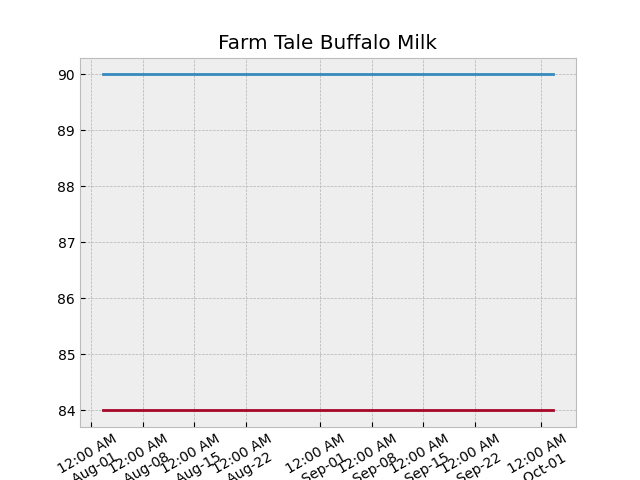 Farm Tale Buffalo Milk
90
89
88
87
86
85
84
12:00 AM
Aug-01
12:00 AM
Aug-08
12:00 AM
Aug-15
12:00 AM
Aug-22
12:00 AM
Sep-01
12:00 AM
Sep-08
12:00 AM
Sep-15
12:00 AM
Sep-22
12:00 AM
Oct-01